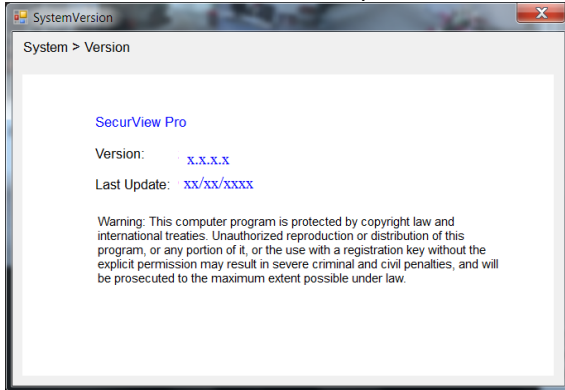 SystemVersion
X
System > Version
SecurView Pro
Version: x.x.x.x
Last Update: xx/xx/xxxx
Warning: This computer program is protected by copyright law and
international treaties. Unauthorized reproduction or distribution of this
program, or any portion of it, or the use with a registration key without the
explicit permission may result in severe criminal and civil penalties, and will
be prosecuted to the maximum extent possible under law.